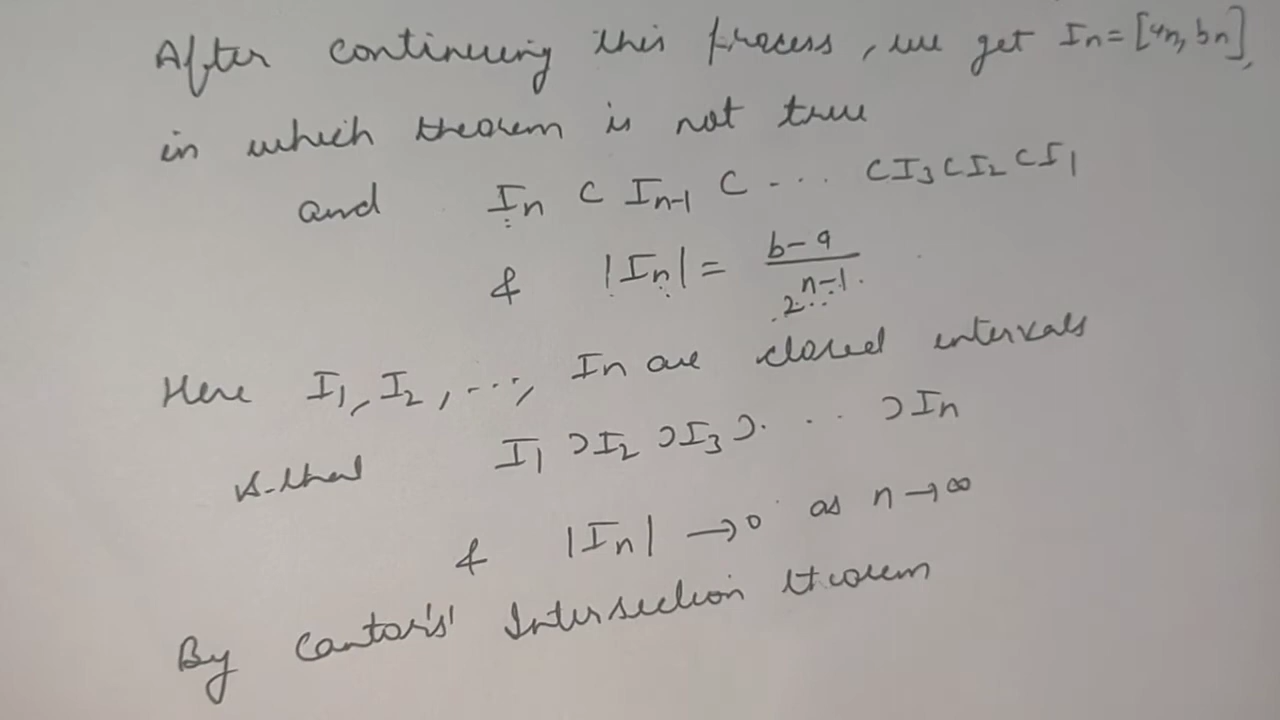 After continuing this process, we get In = [an, bn],
in which theorem is not true
and In ⊂ In-1 ⊂ - ... ⊂ I3 ⊂ I2 ⊂ I1
& |In| = b-a / 2^n-1.
Here I1, I2, ..., In are closed intervals
s.that I1 ⊃ I2 ⊃ I3 ⊃ . . . ⊃ In
& |In| → 0 as n → ∞
By Cantor's' Intersection theorem